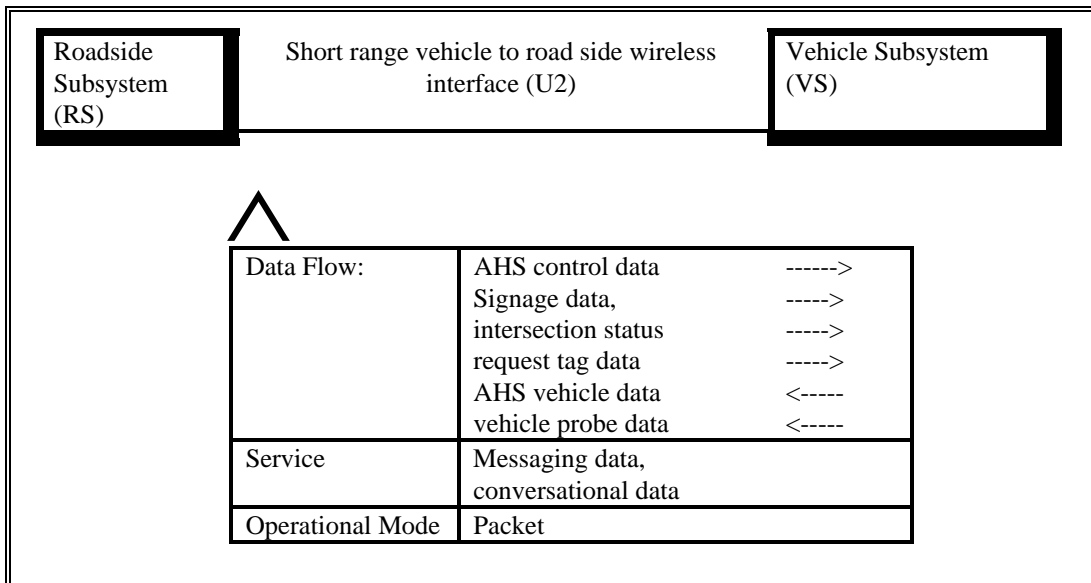 Roadside
Subsystem
(RS)
Short range vehicle to road side wireless
interface (U2)
Vehicle Subsystem
(VS)
Data Flow:
AHS control data ------>
Signage data, ----->
intersection status ----->
request tag data ----->
AHS vehicle data <-----
vehicle probe data <-----
Service
Messaging data,
conversational data
Operational Mode
Packet